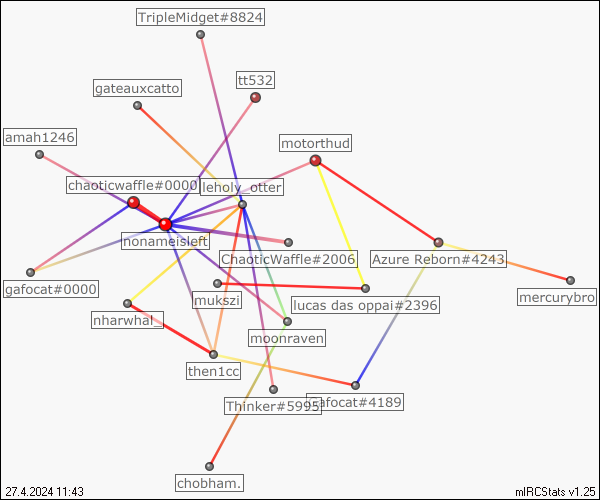 TripleMidget#8824
tt532
gateauxcatto
amah1246
motorthud
chaoticwaffle#0000
leholy_otter
nonameisleft
ChaoticWaffle#2006
Azure Reborn#4243
gafocat#0000
mukszi
lucas das oppai#2396
mercurybro
nharwhal_
moonraven
then1cc
Thinker#5995
Gafocat#4189
chobham.
27.4.2024 11:43
mIRCStats v1.25